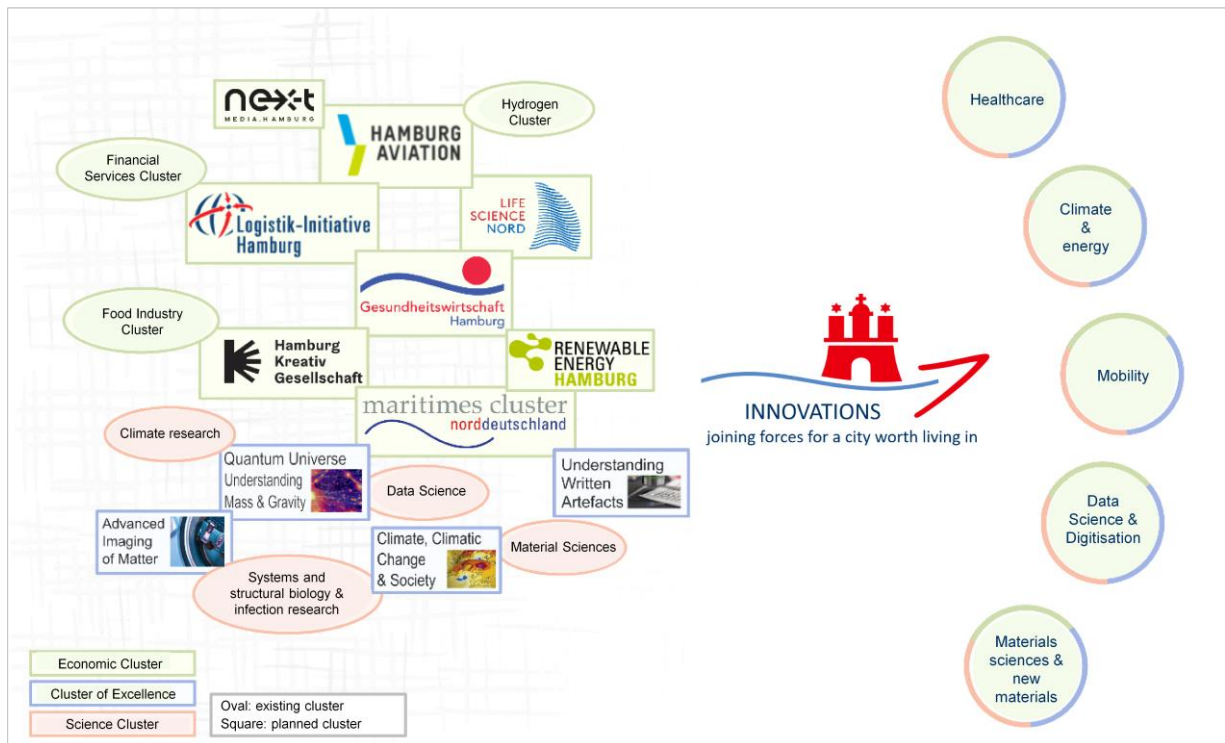 next
MEDIA.HAMBURG
HAMBURG
AVIATION
Hydrogen
Cluster
Financial
Services Cluster
Logistik-Initiative
Hamburg
LIFE
SCIENCE
NORD
Gesundheitswirtschaft
Hamburg
Food Industry
Cluster
Hamburg
Kreativ
Gesellschaft
RENEWABLE
ENERGY
HAMBURG
maritimes cluster
norddeutschland
Climate research
Quantum Universe
Understanding
Mass & Gravity
Data Science
Understanding
Written
Artefacts
Advanced
Imaging
of Matter
Climate, Climatic
Change
& Society
Material Sciences
Systems and
structural biology &
infection research
Economic Cluster
Cluster of Excellence
Science Cluster
Oval: existing cluster
Square: planned cluster
INNOVATIONS
joining forces for a city worth living in
Healthcare
Climate
&
energy
Mobility
Data
Science &
Digitisation
Materials
sciences &
new
materials